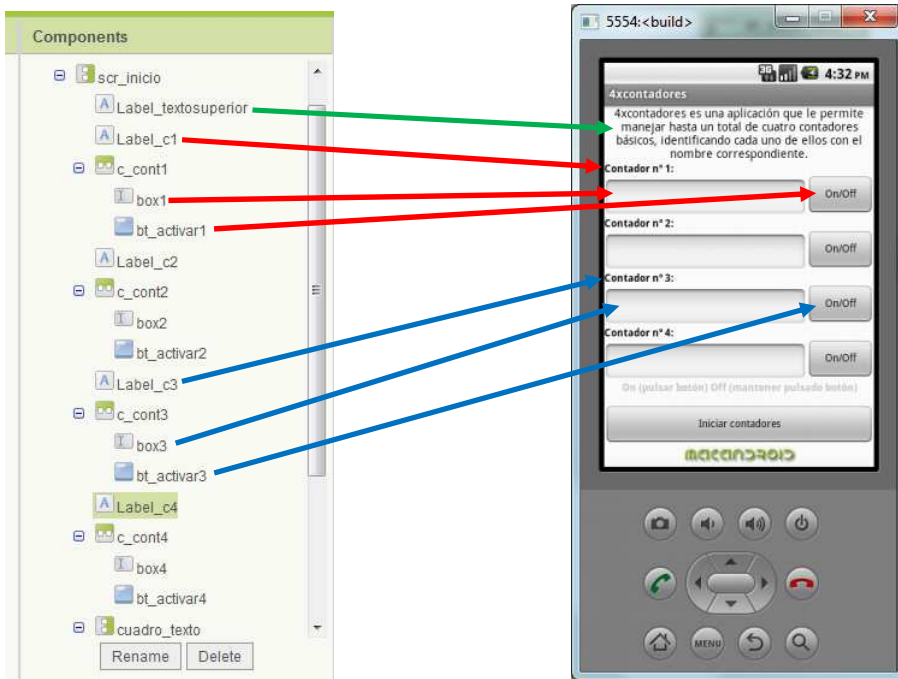 Components
scr_inicio
Label_textosuperior
Label_c1
c_cont1
box1
bt_activar1
Label_c2
c_cont2
box2
bt_activar2
Label_c3
c_cont3
box3
bt_activar3
Label_c4
c_cont4
box4
bt_activar4
cuadro_texto
Rename Delete
5554:<build>
3G 4:32 PM
4xcontadores
4xcontadores es una aplicación que le permite
manejar hasta un total de cuatro contadores
básicos, identificando cada uno de ellos con el
nombre correspondiente.
Contador n° 1:
On/Off
Contador n° 2:
On/Off
Contador n° 3:
On/Off
Contador n° 4:
On/Off
On (pulsar botón) Off (mantener pulsado botón)
Iniciar contadores
macandroid
MENU